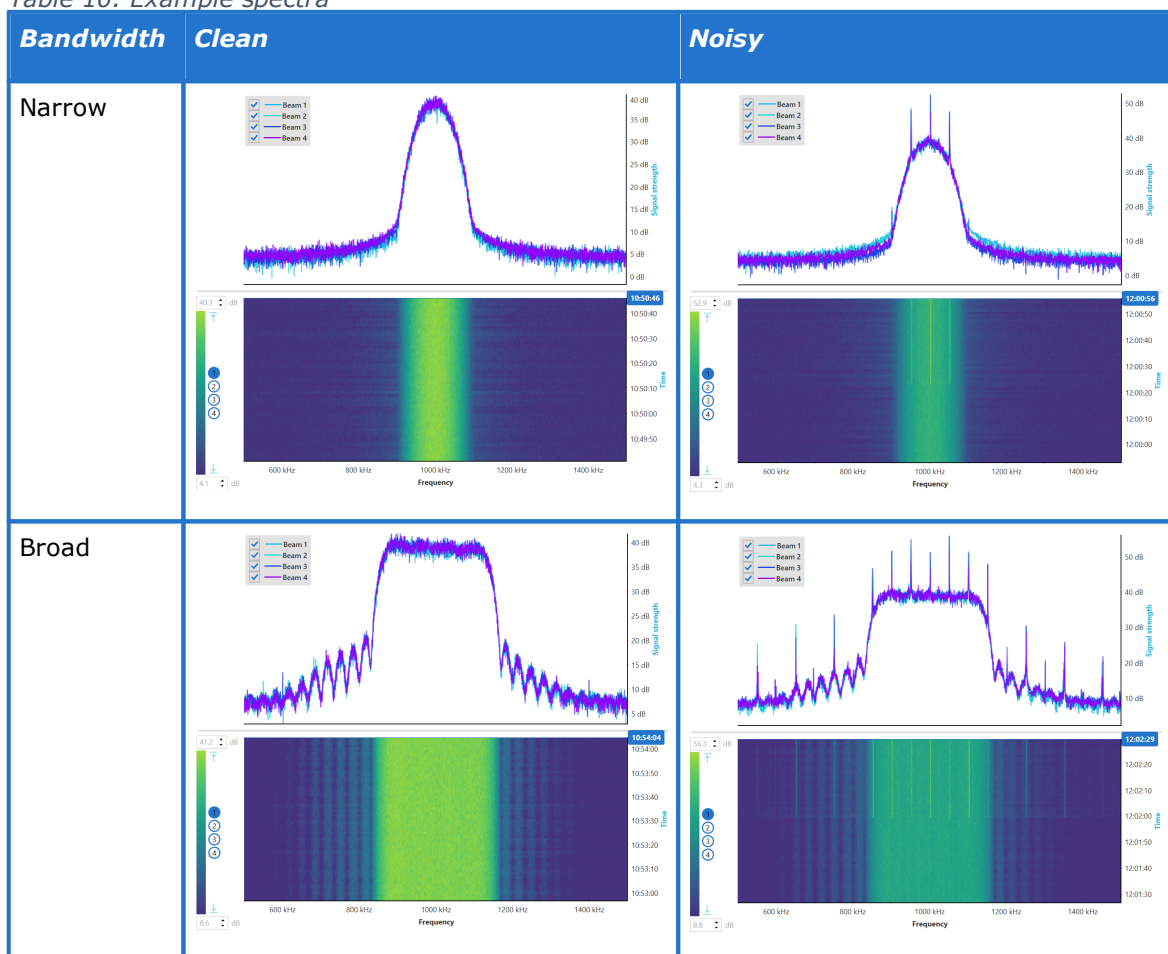 Table 10: Example spectra
Bandwidth Clean Noisy
Narrow
Beam 1
Beam 2
Beam 3
Beam 4
40 dB
35 dB
30 dB
25 dB
20 dB
15 dB
10 dB
5 dB
0 dB
Signal strength
40.3 dB
10:50:46
10:50:40
10:50:30
10:50:20
10:50:10
10:50:00
10:49:50
Time
1
2
3
4
4.1 dB
600 kHz 800 kHz 1000 kHz 1200 kHz 1400 kHz
Frequency
Beam 1
Beam 2
Beam 3
Beam 4
50 dB
40 dB
30 dB
20 dB
10 dB
0 dB
Signal strength
52.9 dB
12:00:56
12:00:50
12:00:40
12:00:30
12:00:20
12:00:10
12:00:00
Time
1
2
3
4
4.3 dB
600 kHz 800 kHz 1000 kHz 1200 kHz 1400 kHz
Frequency
Broad
Beam 1
Beam 2
Beam 3
Beam 4
40 dB
35 dB
30 dB
25 dB
20 dB
15 dB
10 dB
5 dB
Signal strength
41.2 dB
10:54:04
10:54:00
10:53:50
10:53:40
10:53:30
10:53:20
10:53:10
10:53:00
Time
1
2
3
4
8.6 dB
600 kHz 800 kHz 1000 kHz 1200 kHz 1400 kHz
Frequency
Beam 1
Beam 2
Beam 3
Beam 4
50 dB
40 dB
30 dB
20 dB
10 dB
Signal strength
56.3 dB
12:02:29
12:02:20
12:02:10
12:02:00
12:01:50
12:01:40
12:01:30
Time
1
2
3
4
8.8 dB
600 kHz 800 kHz 1000 kHz 1200 kHz 1400 kHz
Frequency